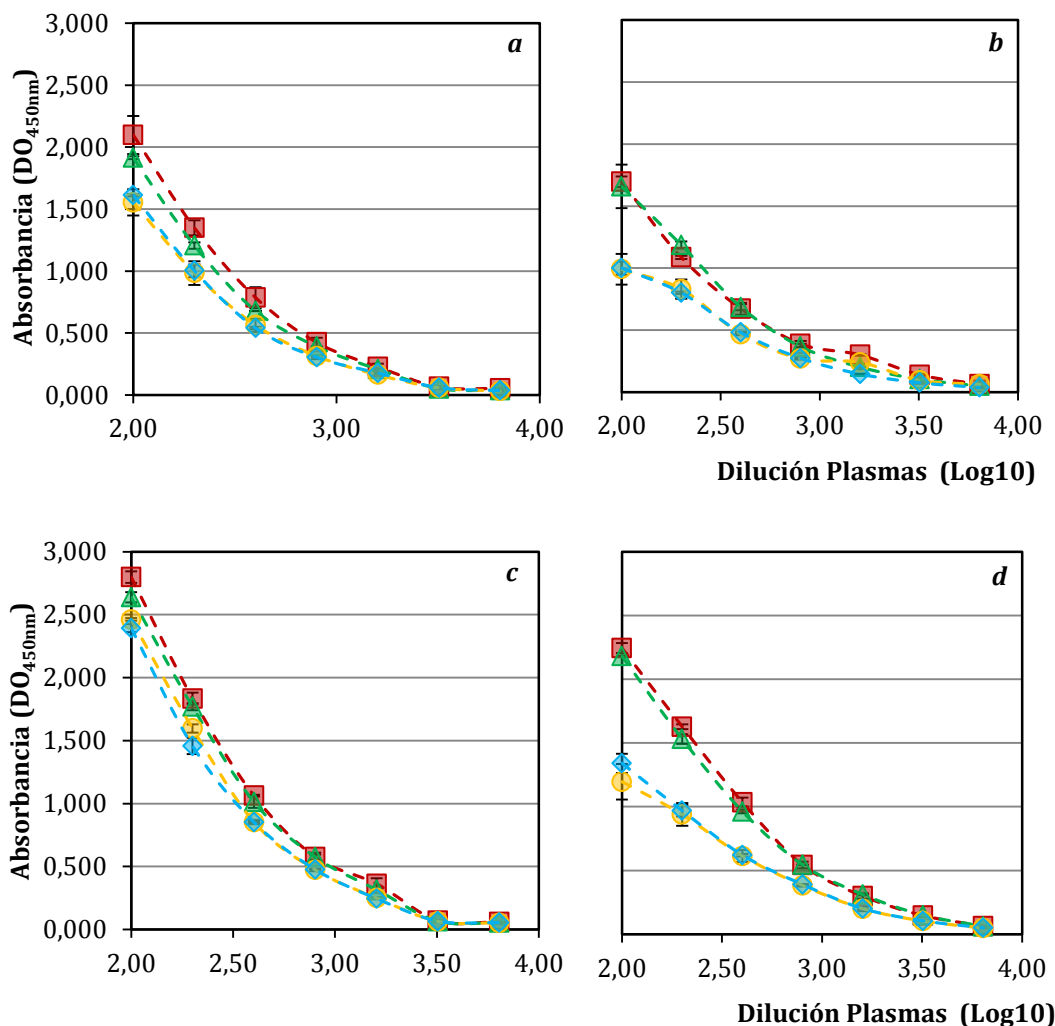 3,000
a
b
2,500
2,000
1,500
1,000
0,500
0,000
Absorbancia (DO450nm)
2,00 3,00 4,00
2,00 2,50 3,00 3,50 4,00
Dilución Plasmas (Log10)
3,000
c
d
2,500
2,000
1,500
1,000
0,500
0,000
Absorbancia (DO450nm)
2,00 2,50 3,00 3,50 4,00
2,00 2,50 3,00 3,50 4,00
Dilución Plasmas (Log10)